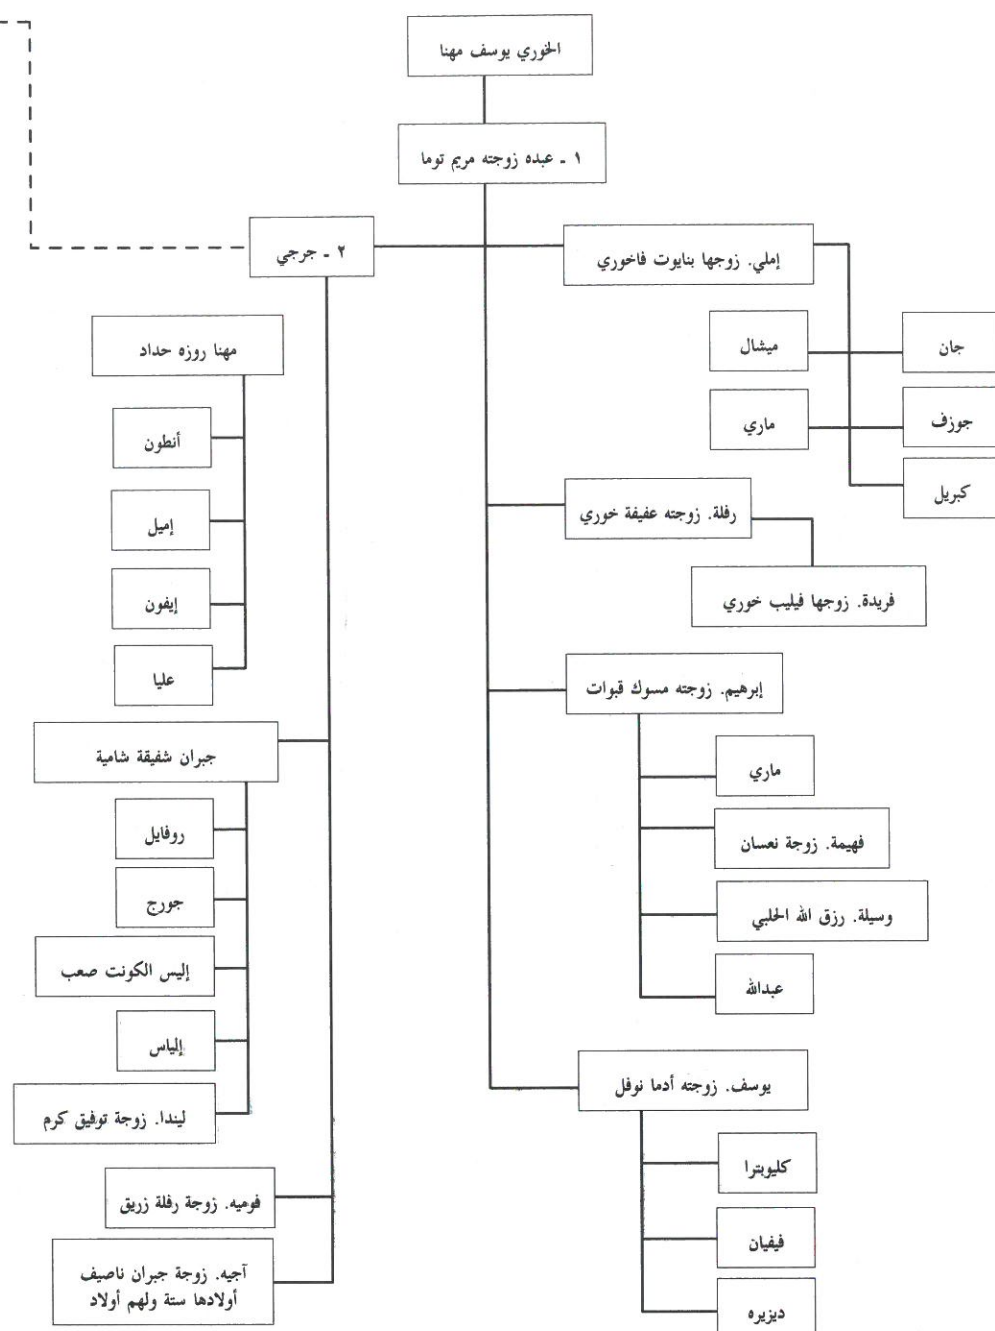 الخوري يوسف مهنا
١ ـ عبده زوجته مريم توما
إملي. زوجها بنايوت فاخوري
جان
ميشال
جوزف
ماري
كبريل
رفلة. زوجته عفيفة خوري
فريدة. زوجها فيليب خوري
إبرهيم. زوجته مسوك قبوات
ماري
فهيمة. زوجة نعسان
وسيلة. رزق الله الحلبي
عبدالله
يوسف. زوجته أدما نوفل
كليوبترا
فيفيان
ديزيره
٢ ـ جرجي
مهنا روزه حداد
أنطون
إميل
إيفون
عليا
جبران شفيقة شامية
روفايل
جورج
إليس الكونت صعب
إلياس
ليندا. زوجة توفيق كرم
فوميه. زوجة رفلة زريق
آجيه. زوجة جبران ناصيف
أولادها ستة ولهم أولاد